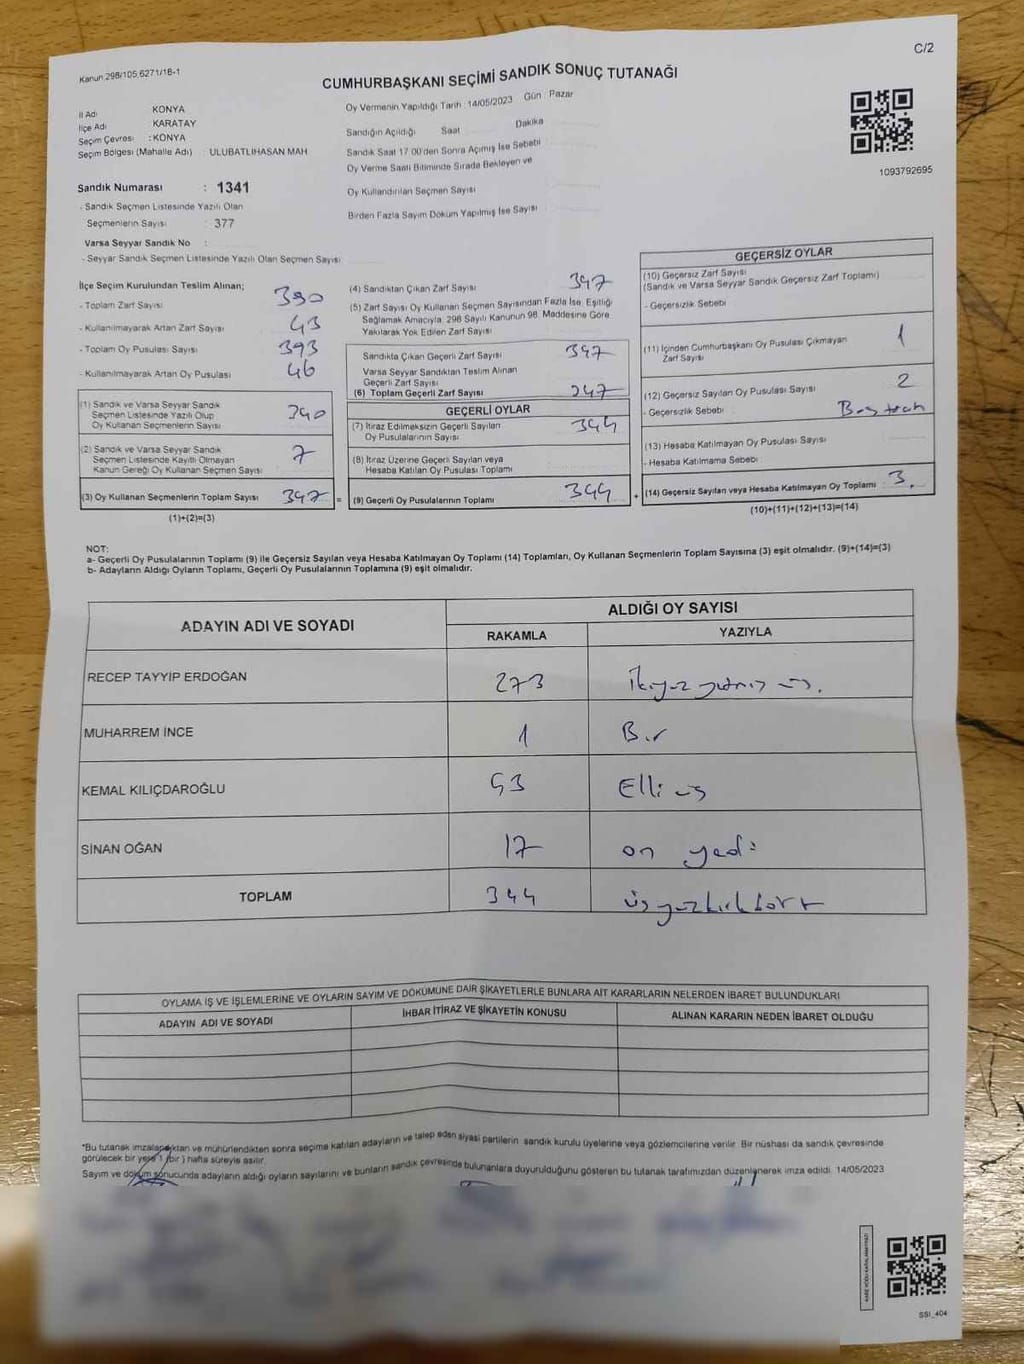 C/2
Kanun 298/105,6271/18-1
CUMHURBAŞKANI SEÇİMİ SANDIK SONUÇ TUTANAĞI
İl Adı KONYA
İlçe Adı KARATAY
Seçim Çevresi : KONYA
Seçim Bölgesi (Mahalle Adı) : ULUBATLIHASAN MAH
Sandık Numarası : 1341
- Sandık Seçmen Listesinde Yazılı Olan
Seçmenlerin Sayısı : 377
Varsa Seyyar Sandık No :
- Seyyar Sandık Seçmen Listesinde Yazılı Olan Seçmen Sayısı
Oy Vermenin Yapıldığı Tarih : 14/05/2023 Gün Pazar
Sandığın Açıldığı Saat Dakika
Sandık Saat 17.00'den Sonra Açımış İse Sebebi
Oy Verme Saati Bitiminde Sırada Bekleyen ve
Oy Kullandırılan Seçmen Sayısı
Birden Fazla Sayım Döküm Yapılmış İse Sayısı
1093792695
İlçe Seçim Kurulundan Teslim Alınan;
- Toplam Zarf Sayısı 390
- Kullanılmayarak Artan Zarf Sayısı 43
- Toplam Oy Pusulası Sayısı 393
- Kullanılmayarak Artan Oy Pusulası 46
(1) Sandık ve Varsa Seyyar Sandık
Seçmen Listesinde Yazılı Olup
Oy Kullanan Seçmenlerin Sayısı 340
(2) Sandık ve Varsa Seyyar Sandık
Seçmen Listesinde Kayıtlı Olmayan
Kanun Gereği Oy Kullanan Seçmen Sayısı 7
(3) Oy Kullanan Seçmenlerin Toplam Sayısı 347 =
(1)+(2)=(3)
(4) Sandıktan Çıkan Zarf Sayısı 347
(5) Zarf Sayısı Oy Kullanan Seçmen Sayısından Fazla İse, Eşitliği
Sağlamak Amacıyla, 298 Sayılı Kanunun 98. Maddesine Göre
Yakılarak Yok Edilen Zarf Sayısı
Sandıkta Çıkan Geçerli Zarf Sayısı 347
Varsa Seyyar Sandıktan Teslim Alınan
Geçerli Zarf Sayısı
(6) Toplam Geçerli Zarf Sayısı 347
GEÇERLİ OYLAR
(7) İtiraz Edilmeksizin Geçerli Sayılan
Oy Pusulalarının Sayısı 344
(8) İtiraz Üzerine Geçerli Sayılan veya
Hesaba Katılan Oy Pusulası Toplamı
(9) Geçerli Oy Pusulalarının Toplamı 344 +
GEÇERSİZ OYLAR
(10) Geçersiz Zarf Sayısı
(Sandık ve Varsa Seyyar Sandık Geçersiz Zarf Toplamı)
- Geçersizlik Sebebi
(11) İçinden Cumhurbaşkanı Oy Pusulası Çıkmayan
Zarf Sayısı 1
(12) Geçersiz Sayılan Oy Pusulası Sayısı 2
- Geçersizlik Sebebi :
(13) Hesaba Katılmayan Oy Pusulası Sayısı
- Hesaba Katılmama Sebebi
(14) Geçersiz Sayılan veya Hesaba Katılmayan Oy Toplamı 3.
(10)+(11)+(12)+(13)=(14)
NOT:
a- Geçerli Oy Pusulalarının Toplamı (9) ile Geçersiz Sayılan veya Hesaba Katılmayan Oy Toplamı (14) Toplamları, Oy Kullanan Seçmenlerin Toplam Sayısına (3) eşit olmalıdır. (9)+(14)=(3)
b- Adayların Aldığı Oyların Toplamı, Geçerli Oy Pusulalarının Toplamına (9) eşit olmalıdır.
ADAYIN ADI VE SOYADI ALDIĞI OY SAYISI
RAKAMLA YAZIYLA
RECEP TAYYİP ERDOĞAN 273 İkiyüz yetmiş üç.
MUHARREM İNCE 1 Bir
KEMAL KILIÇDAROĞLU 53 Elli üç
SİNAN OĞAN 17 on yedi
TOPLAM 344 üçyüzkırkdört
OYLAMA İŞ VE İŞLEMLERİNE VE OYLARIN SAYIM VE DÖKÜMÜNE DAİR ŞİKAYETLERLE BUNLARA AİT KARARLARIN NELERDEN İBARET BULUNDUKLARI
ADAYIN ADI VE SOYADI İHBAR İTİRAZ VE ŞİKAYETİN KONUSU ALINAN KARARIN NEDEN İBARET OLDUĞU
*Bu tutanak imzalandıktan ve mühürlendikten sonra seçime katılan adayların ve talep eden siyasi partilerin sandık kurulu üyelerine veya gözlemcilerine verilir. Bir nüshası da sandık çevresinde
görülecek bir yere 1 (bir) hafta süreyle asılır.
Sayım ve döküm sonucunda adayların aldığı oyların sayılarını ve bunların sandık çevresinde bulunanlara duyurulduğunu gösteren bu tutanak tarafımızdan düzenlenerek imza edildi. 14/05/2023
SSI_404